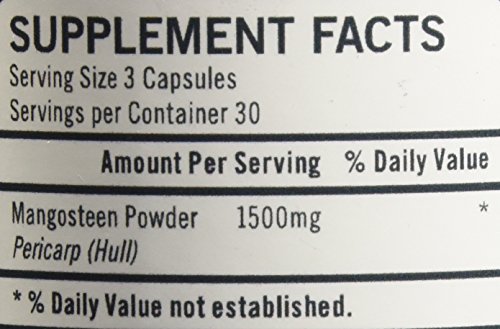 SUPPLEMENT FACTS
Serving Size 3 Capsules
Servings per Container 30
Amount Per Serving % Daily Value
Mangosteen Powder 1500mg *
Pericarp (Hull)
* % Daily Value not established.